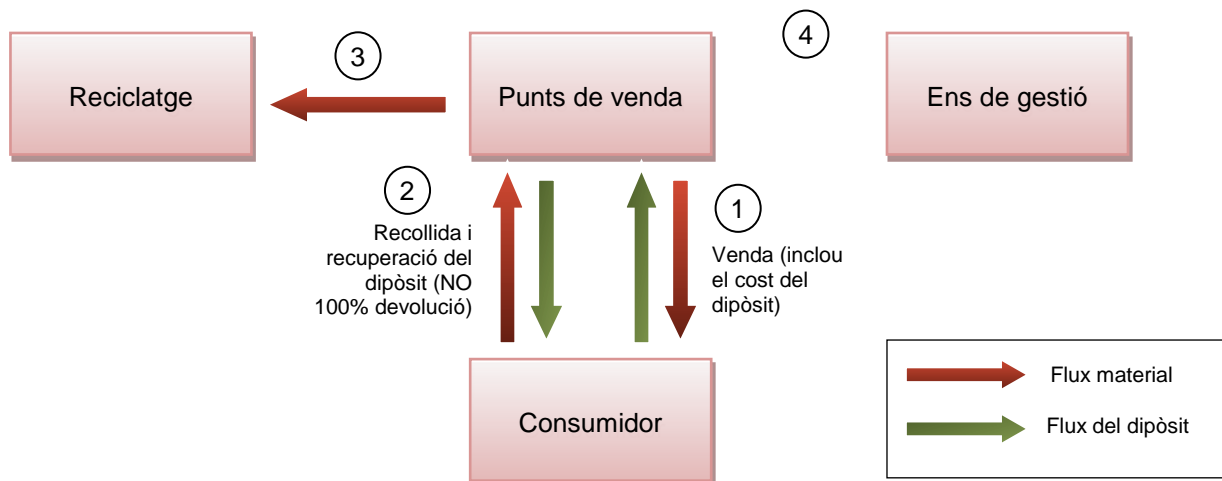 4
3
Reciclatge
Punts de venda
Ens de gestió
2
Recollida i
recuperació del
dipòsit (NO
100% devolució)
1
Venda (inclou
el cost del
dipòsit)
Consumidor
Flux material
Flux del dipòsit